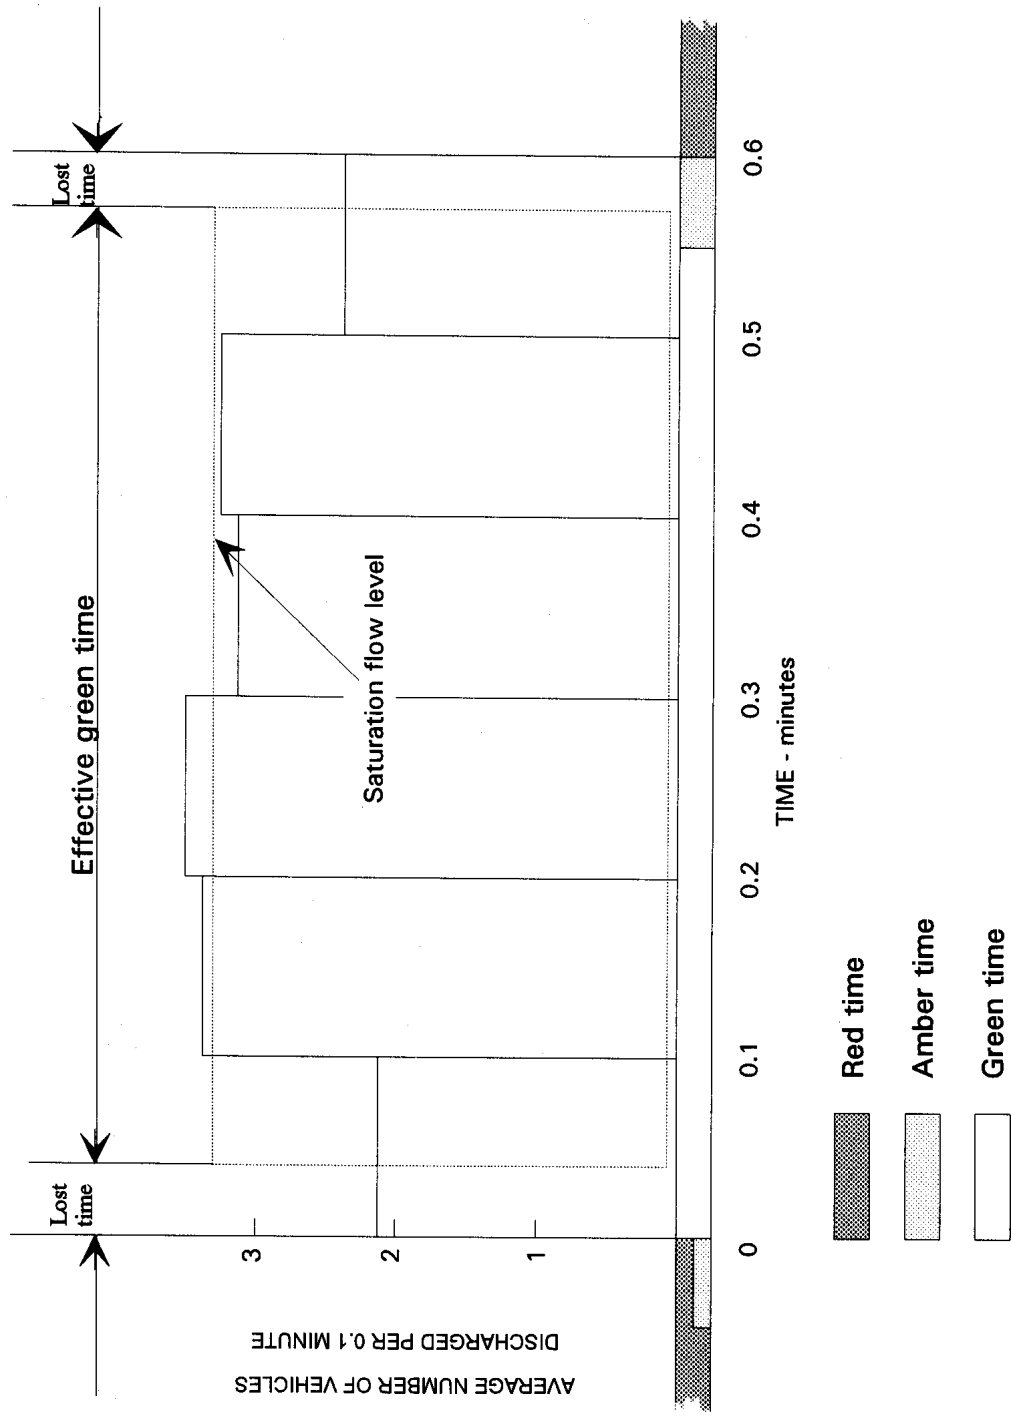 Effective green time
Lost
time
Lost
time
AVERAGE NUMBER OF VEHICLES
DISCHARGED PER 0.1 MINUTE
3
2
1
Saturation flow level
0
0.1
0.2
0.3
0.4
0.5
0.6
TIME - minutes
Red time
Amber time
Green time